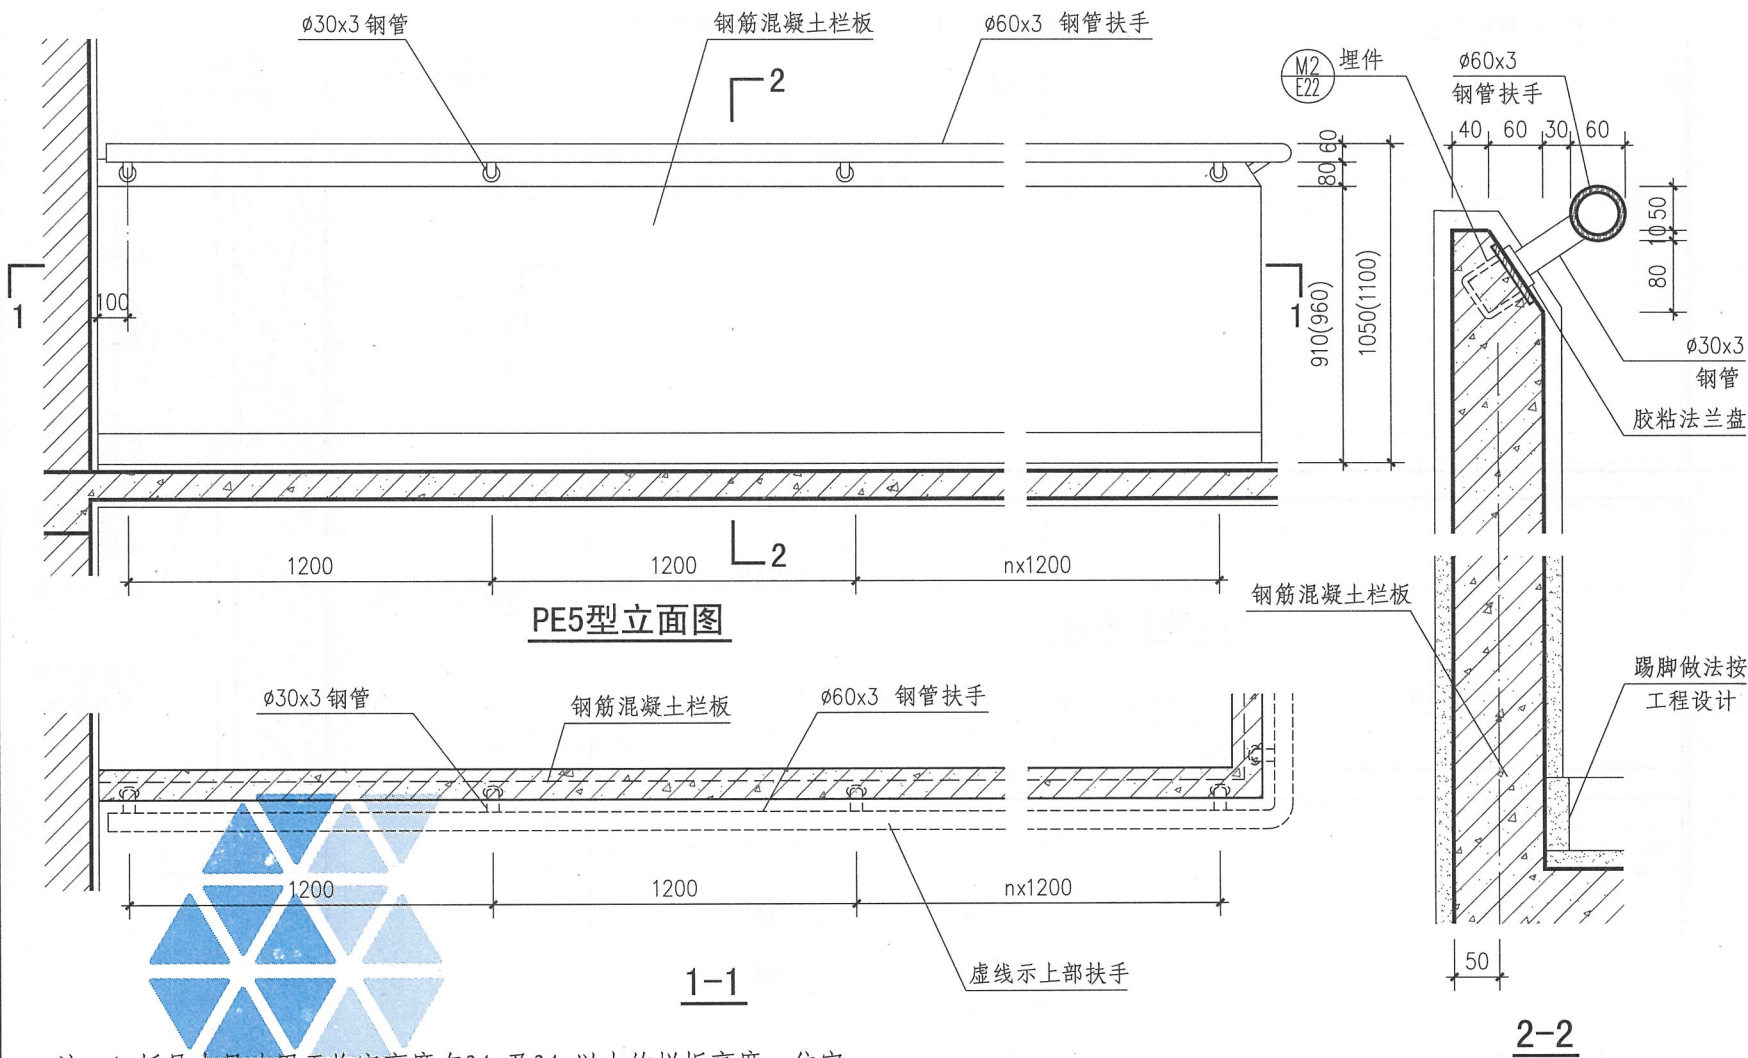 ø30x3 钢管
钢筋混凝土栏板
ø60x3 钢管扶手
M2
E22
埋件
ø60x3
钢管扶手
2
40 60 30 60
60
80
50
10
80
1
1
100
910(960)
1050(1100)
ø30x3
钢管
胶粘法兰盘
2
1200
1200
nx1200
PE5型立面图
钢筋混凝土栏板
踢脚做法按
工程设计
ø30x3 钢管
钢筋混凝土栏板
ø60x3 钢管扶手
1200
1200
nx1200
虚线示上部扶手
1-1
50
2-2